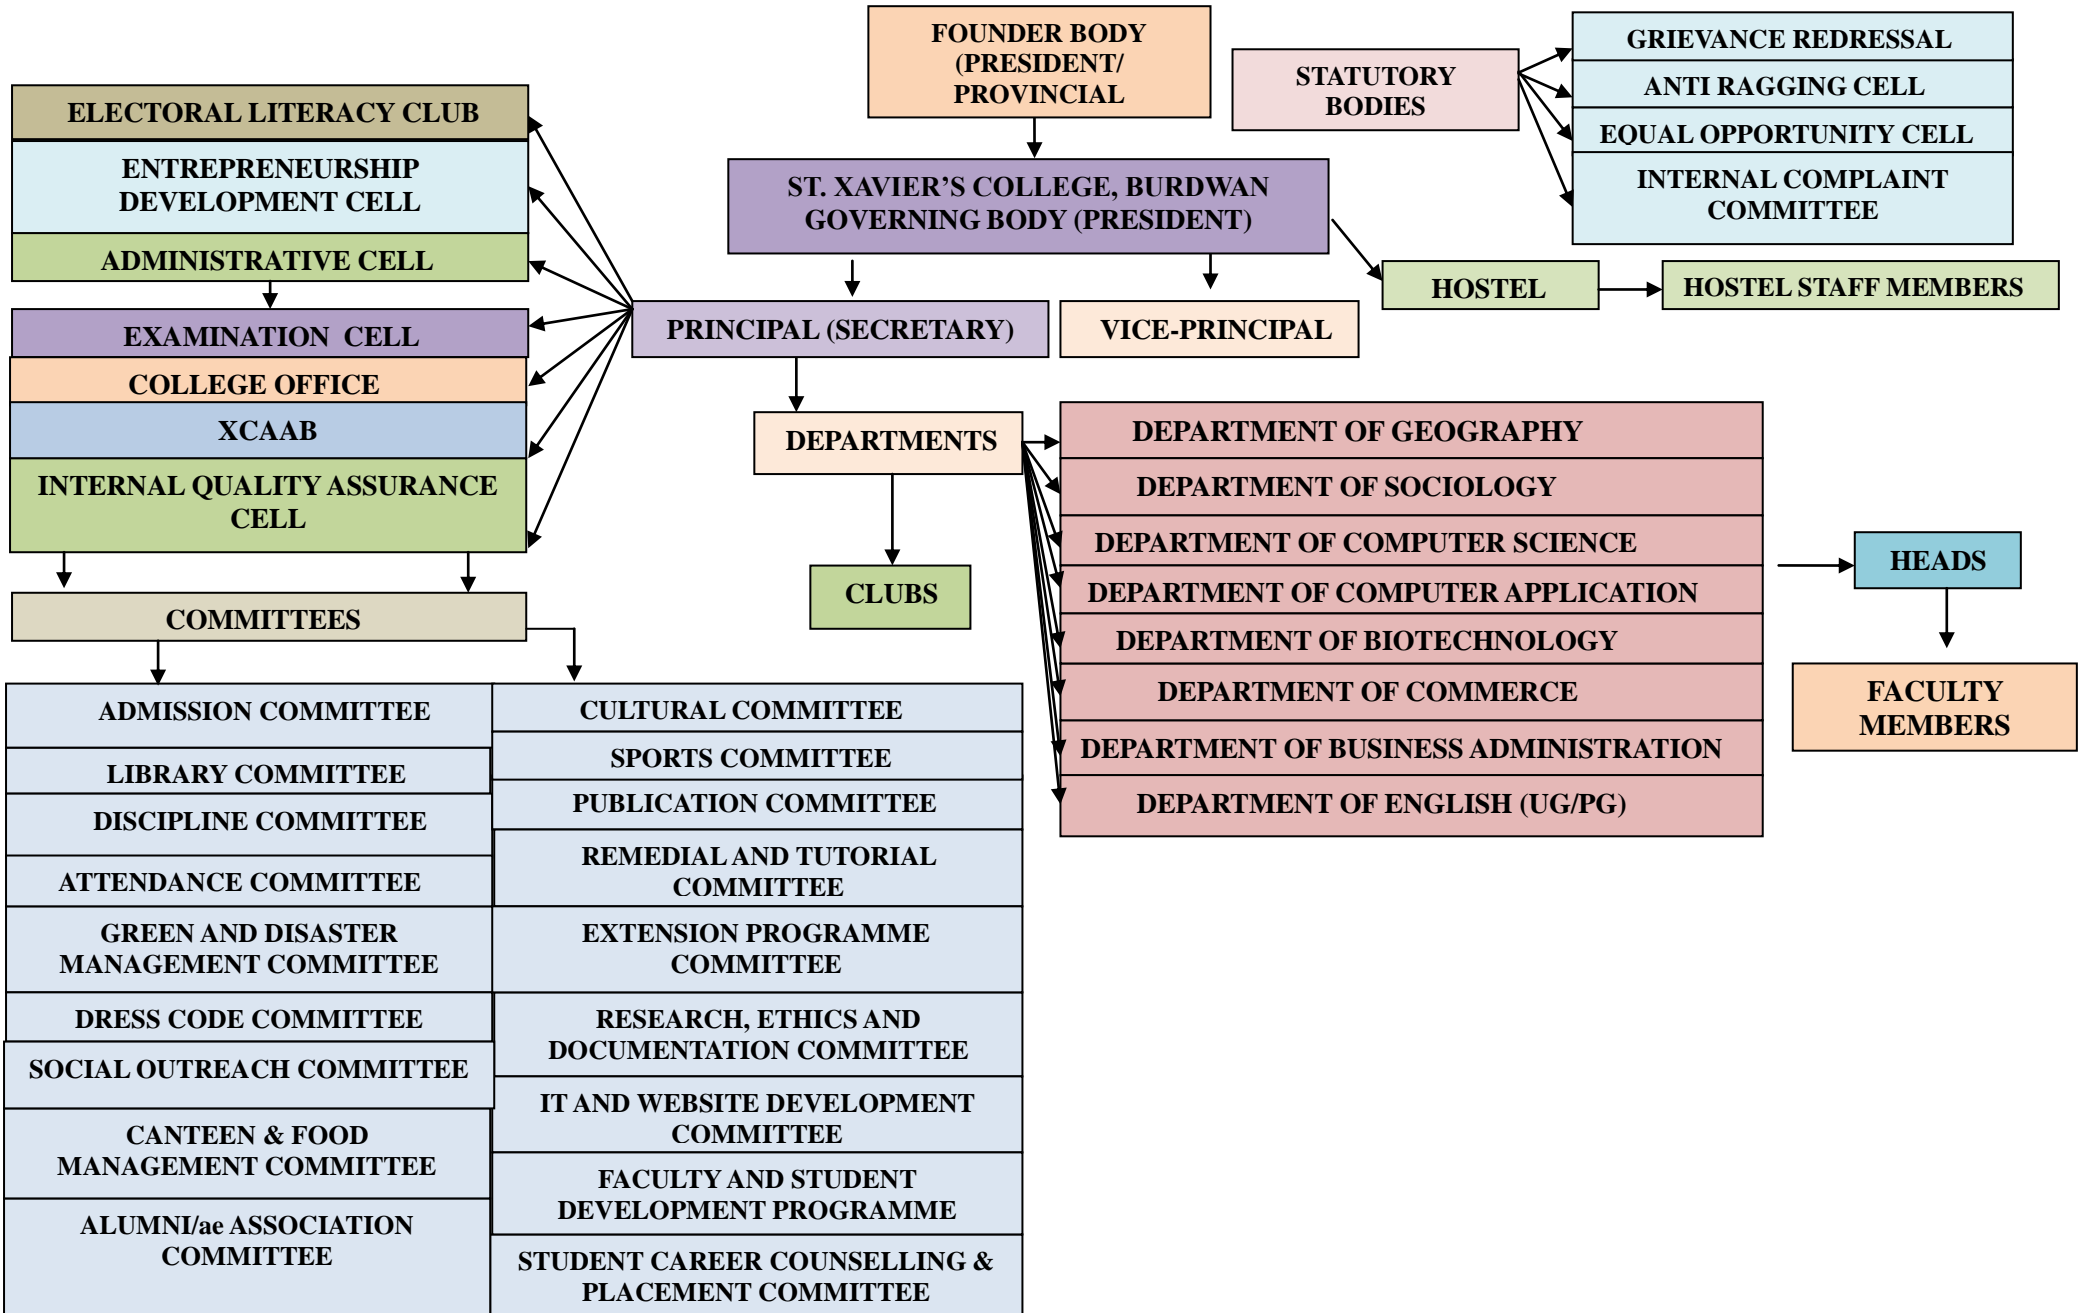 FOUNDER BODY
(PRESIDENT/
PROVINCIAL
STATUTORY
BODIES
GRIEVANCE REDRESSAL
ANTI RAGGING CELL
EQUAL OPPORTUNITY CELL
INTERNAL COMPLAINT
COMMITTEE
ELECTORAL LITERACY CLUB
ENTREPRENEURSHIP
DEVELOPMENT CELL
ADMINISTRATIVE CELL
EXAMINATION CELL
COLLEGE OFFICE
XCAAB
INTERNAL QUALITY ASSURANCE
CELL
ST. XAVIER’S COLLEGE, BURDWAN
GOVERNING BODY (PRESIDENT)
HOSTEL
HOSTEL STAFF MEMBERS
PRINCIPAL (SECRETARY)
VICE-PRINCIPAL
DEPARTMENTS
CLUBS
DEPARTMENT OF GEOGRAPHY
DEPARTMENT OF SOCIOLOGY
DEPARTMENT OF COMPUTER SCIENCE
DEPARTMENT OF COMPUTER APPLICATION
DEPARTMENT OF BIOTECHNOLOGY
DEPARTMENT OF COMMERCE
DEPARTMENT OF BUSINESS ADMINISTRATION
DEPARTMENT OF ENGLISH (UG/PG)
HEADS
FACULTY
MEMBERS
COMMITTEES
ADMISSION COMMITTEE
LIBRARY COMMITTEE
DISCIPLINE COMMITTEE
ATTENDANCE COMMITTEE
GREEN AND DISASTER
MANAGEMENT COMMITTEE
DRESS CODE COMMITTEE
SOCIAL OUTREACH COMMITTEE
CANTEEN & FOOD
MANAGEMENT COMMITTEE
ALUMNI/ae ASSOCIATION
COMMITTEE
CULTURAL COMMITTEE
SPORTS COMMITTEE
PUBLICATION COMMITTEE
REMEDIAL AND TUTORIAL
COMMITTEE
EXTENSION PROGRAMME
COMMITTEE
RESEARCH, ETHICS AND
DOCUMENTATION COMMITTEE
IT AND WEBSITE DEVELOPMENT
COMMITTEE
FACULTY AND STUDENT
DEVELOPMENT PROGRAMME
STUDENT CAREER COUNSELLING &
PLACEMENT COMMITTEE